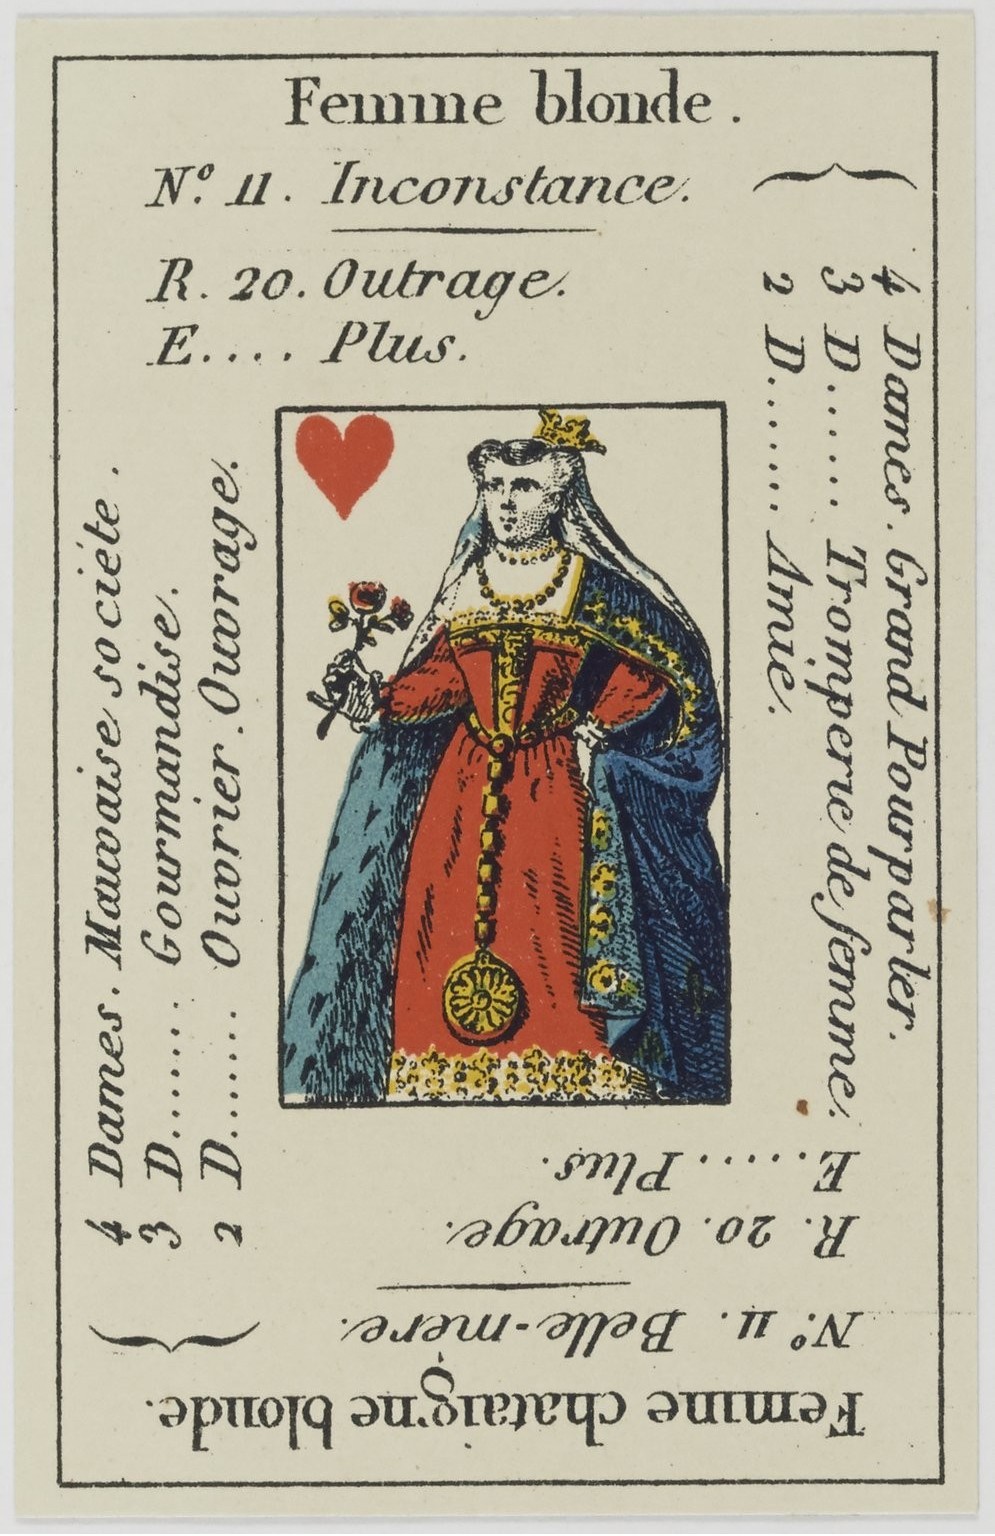 Femme blonde.
N.º 11. Inconstance.
R. 20. Outrage.
E.... Plus.
4 Dames. Grand Pourparler.
3 D...... Tromperie de femme.
2 D....... Amie.
4 Dames. Mauvaise société.
3 D....... Gourmandise.
2 D...... Ouvrier. Ouvrage.
Femme chataigne blonde.
N.º 11. Belle-mere.
R. 20. Outrage.
E..... Plus.